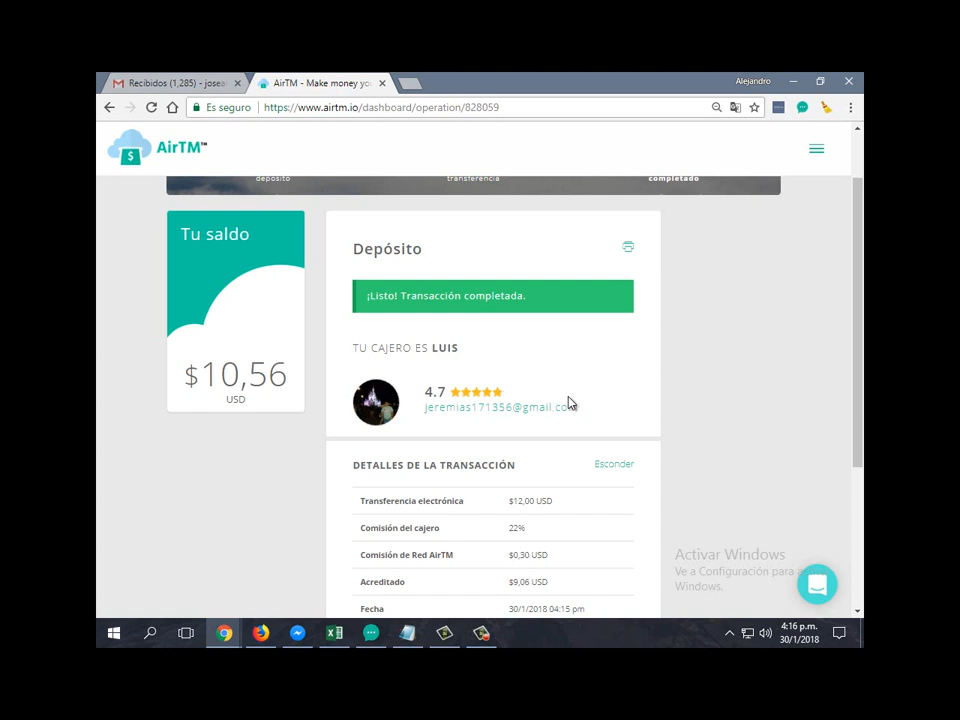 Recibidos (1,285) - josea
AirTM - Make money yo
Alejandro
Es seguro
https://www.airtm.io/dashboard/operation/828059
AirTM™
depósito
transferencia
completado
Tu saldo
$10,56
USD
Depósito
¡Listo! Transacción completada.
TU CAJERO ES LUIS
4.7
jeremias171356@gmail.co
DETALLES DE LA TRANSACCIÓN
Esconder
Transferencia electrónica $12,00 USD
Comisión del cajero 22%
Comisión de Red AirTM $0,30 USD
Acreditado $9,06 USD
Fecha 30/1/2018 04:15 pm
Activar Windows
Ve a Configuración para
Windows.
4:16 p.m.
30/1/2018